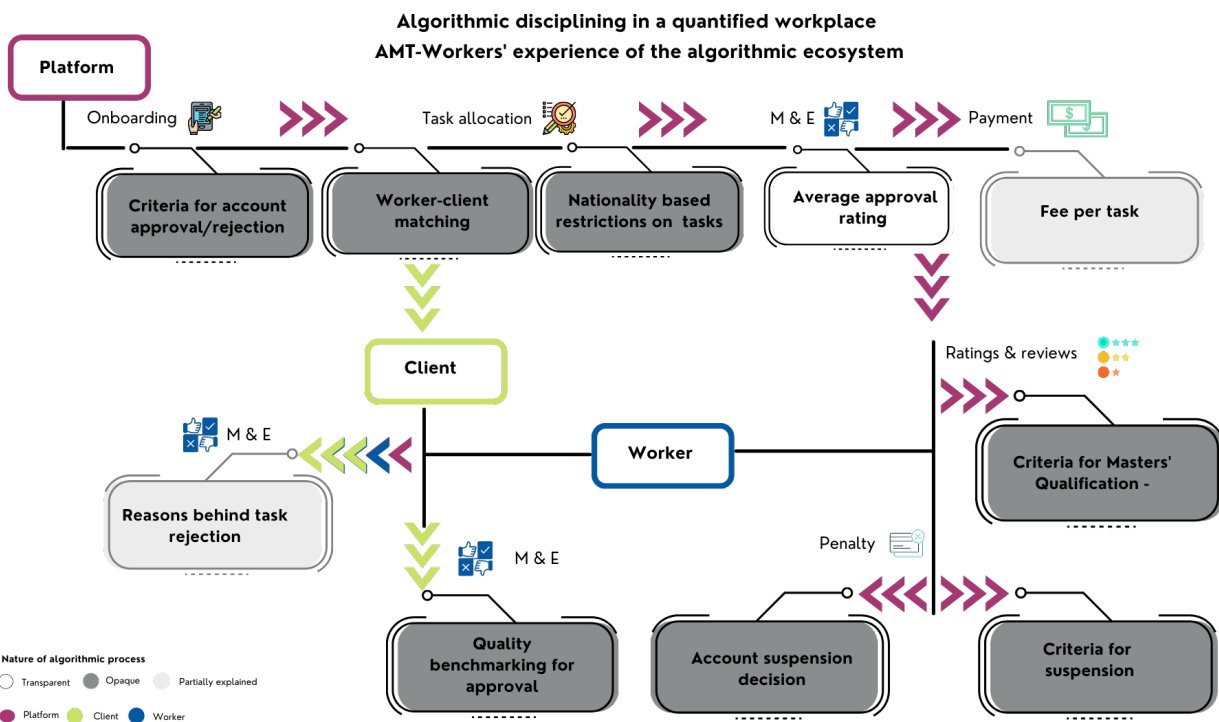 Algorithmic disciplining in a quantified workplace
AMT-Workers' experience of the algorithmic ecosystem
Platform
Onboarding
Task allocation
M & E
Payment
Criteria for account
approval/rejection
Worker-client
matching
Nationality based
restrictions on tasks
Average approval
rating
Fee per task
Client
Ratings & reviews
M & E
Worker
Criteria for Masters'
Qualification -
Reasons behind task
rejection
M & E
Penalty
Quality
benchmarking for
approval
Account suspension
decision
Criteria for
suspension
Nature of algorithmic process
Transparent
Opaque
Partially explained
Platform
Client
Worker